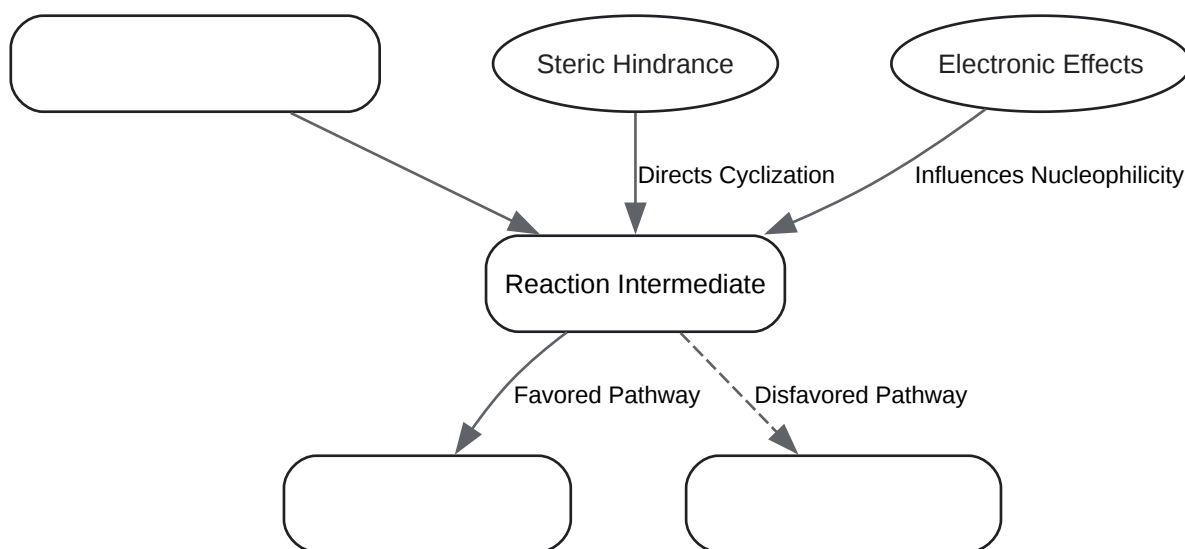 Steric Hindrance
Electronic Effects
Directs Cyclization
Influences Nucleophilicity
Reaction Intermediate
Favored Pathway
Disfavored Pathway